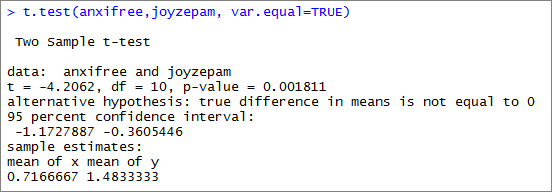 > t.test(anxifree,joyzepam, var.equal=TRUE)
Two Sample t-test
data:  anxifree and joyzepam
t = -4.2062, df = 10, p-value = 0.001811
alternative hypothesis: true difference in means is not equal to 0
95 percent confidence interval:
-1.1727887 -0.3605446
sample estimates:
mean of x mean of y
0.7166667 1.4833333